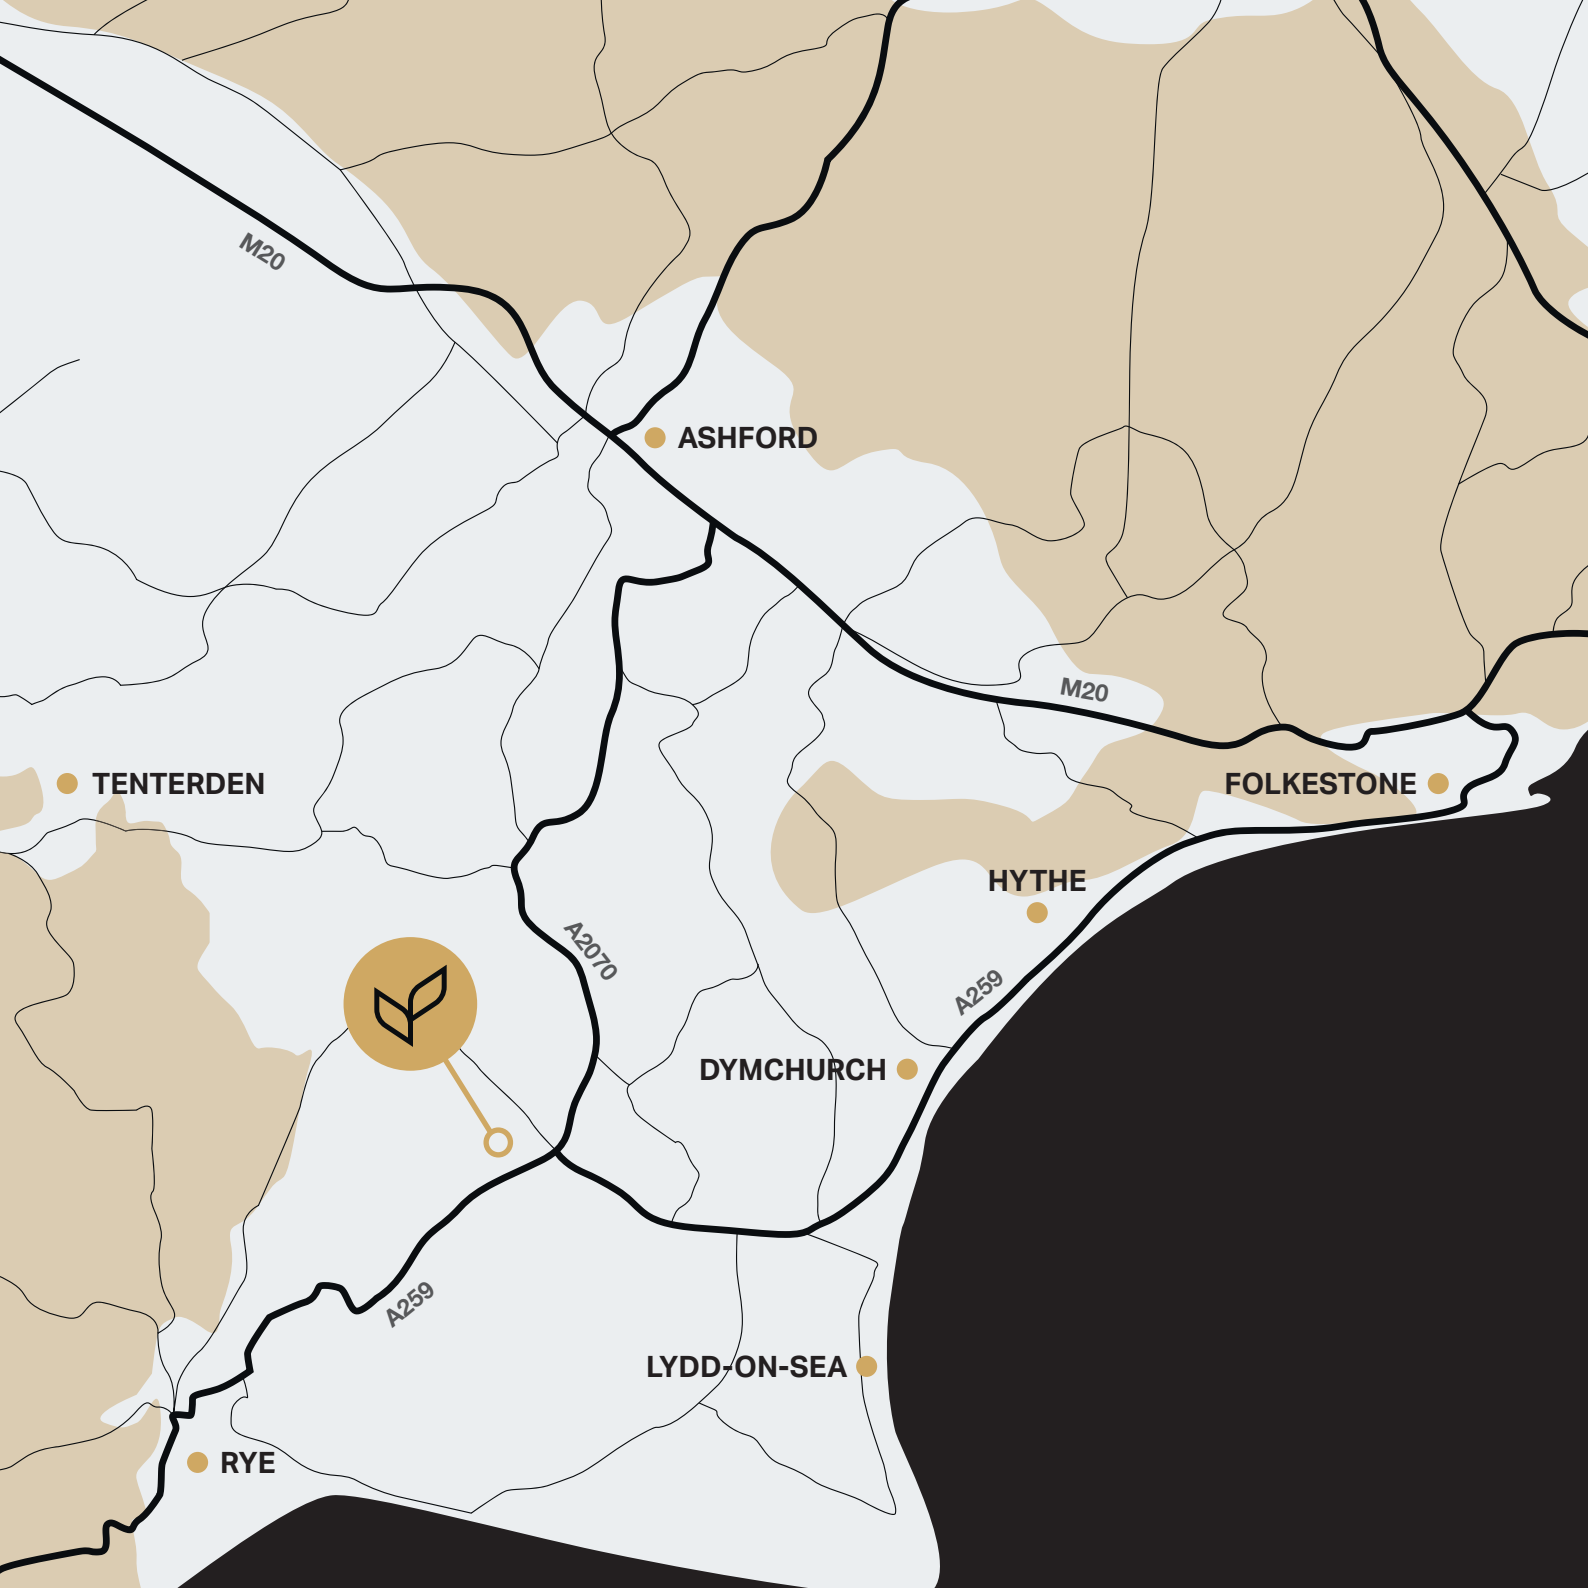 M20
ASHFORD
M20
TENTERDEN
FOLKESTONE
HYTHE
A2070
A259
DYMCHURCH
A259
LYDD-ON-SEA
RYE